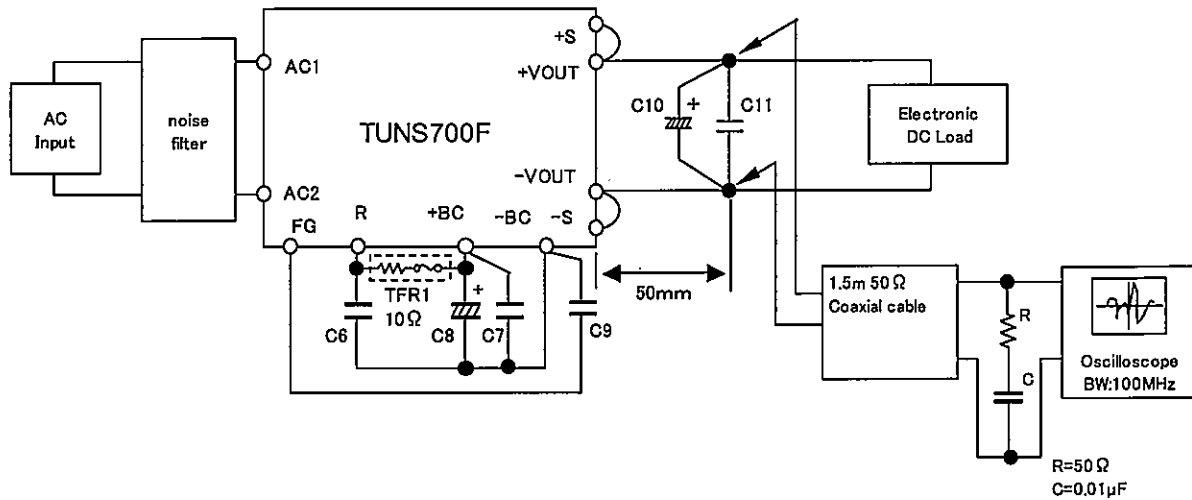 AC
Input
noise
filter
AC1
AC2
FG
TUNS700F
R
+BC
-BC
-S
+S
+VOUT
-VOUT
TFR1
10Ω
C6
C8
+
C7
C9
C10
+
C11
50mm
Electronic
DC Load
1.5m 50Ω
Coaxial cable
R
C
Oscilloscope
BW:100MHz
R=50Ω
C=0.01μF